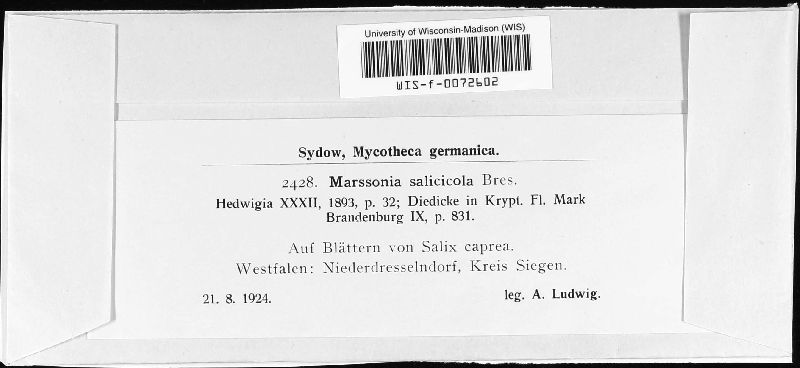 University of Wisconsin-Madison (WIS)
WIS-f-0072602
Sydow, Mycotheca germanica.
2428. Marssonia salicicola Bres.
Hedwigia XXXII, 1893, p. 32; Diedicke in Krypt. Fl. Mark
Brandenburg IX, p. 831.
Auf Blättern von Salix caprea.
Westfalen: Niederdresselndorf, Kreis Siegen.
21. 8. 1924.
leg. A. Ludwig.